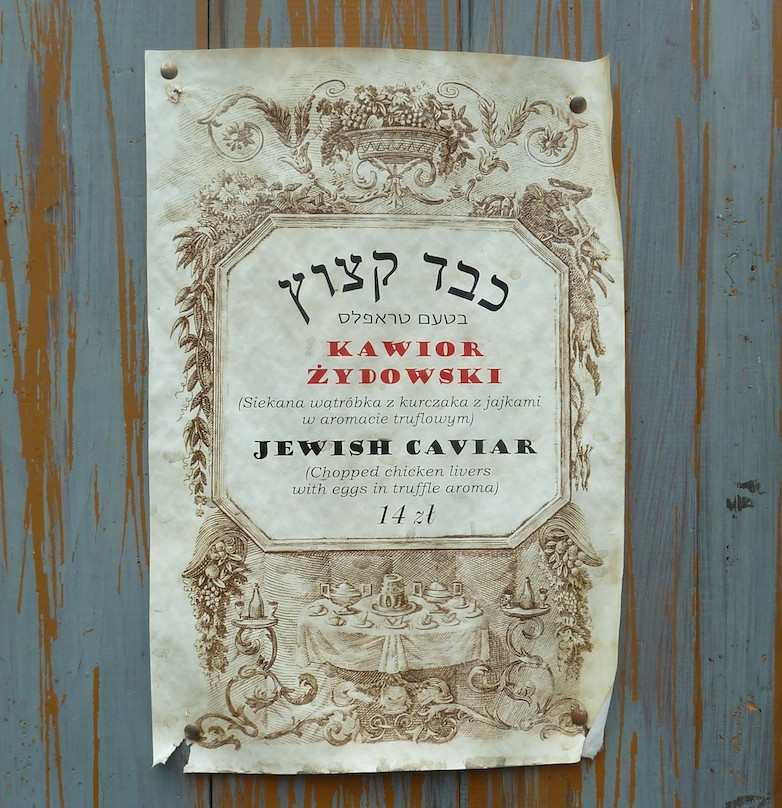 כבד קצוץ
בטעם טראפלס
KAWIOR
ŻYDOWSKI
(Siekana wątróbka z kurczaka z jajkami
w aromacie truflowym)
JEWISH CAVIAR
(Chopped chicken livers
with eggs in truffle aroma)
14 zł